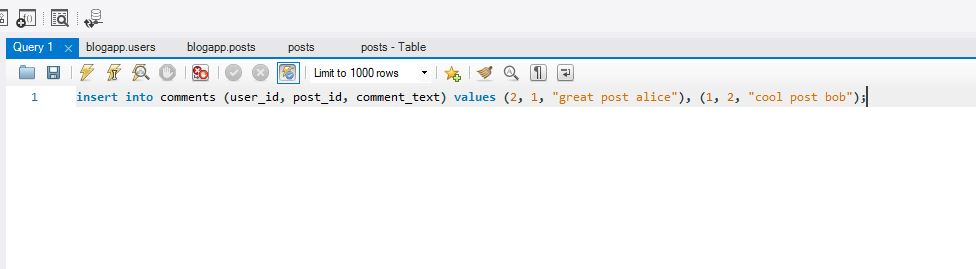 Query 1 × blogapp.users blogapp.posts posts posts - Table
Limit to 1000 rows
1 insert into comments (user_id, post_id, comment_text) values (2, 1, "great post alice"), (1, 2, "cool post bob");